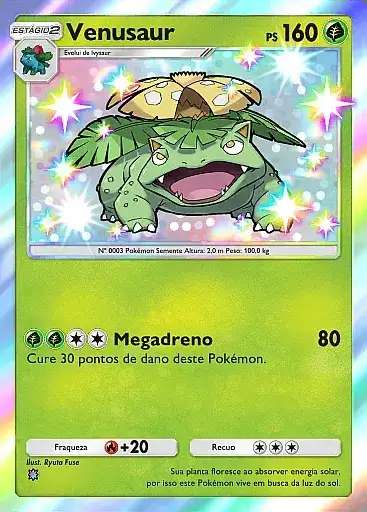 ESTÁGIO 2
Venusaur
PS 160
Evolui de Ivysaur
Nº 0003 Pokémon Semente Altura: 2,0 m Peso: 100,0 kg
Megadreno 80
Cure 30 pontos de dano deste Pokémon.
Fraqueza +20
Recuo
Ilust. Ryuta Fuse
Sua planta floresce ao absorver energia solar,
por isso este Pokémon vive em busca da luz do sol.